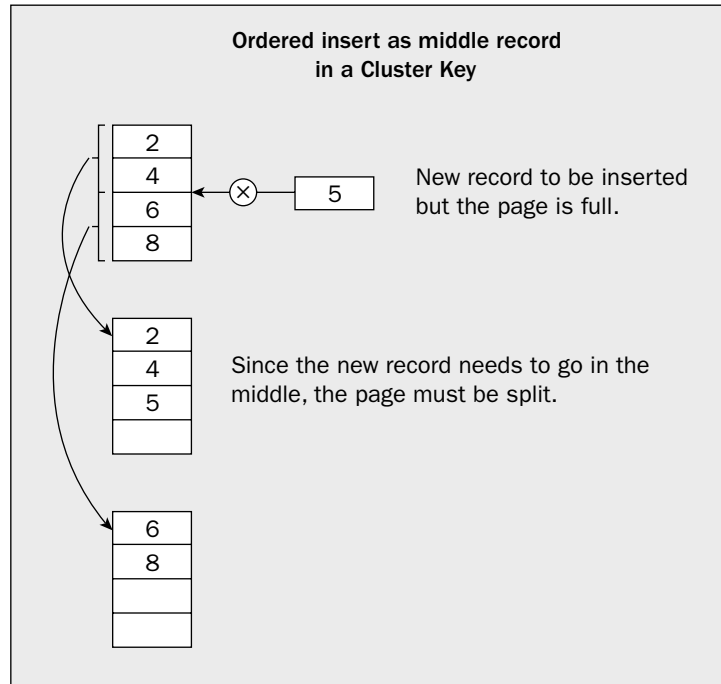 Ordered insert as middle record
in a Cluster Key
2
4
6
8
5
New record to be inserted
but the page is full.
2
4
5
Since the new record needs to go in the
middle, the page must be split.
6
8